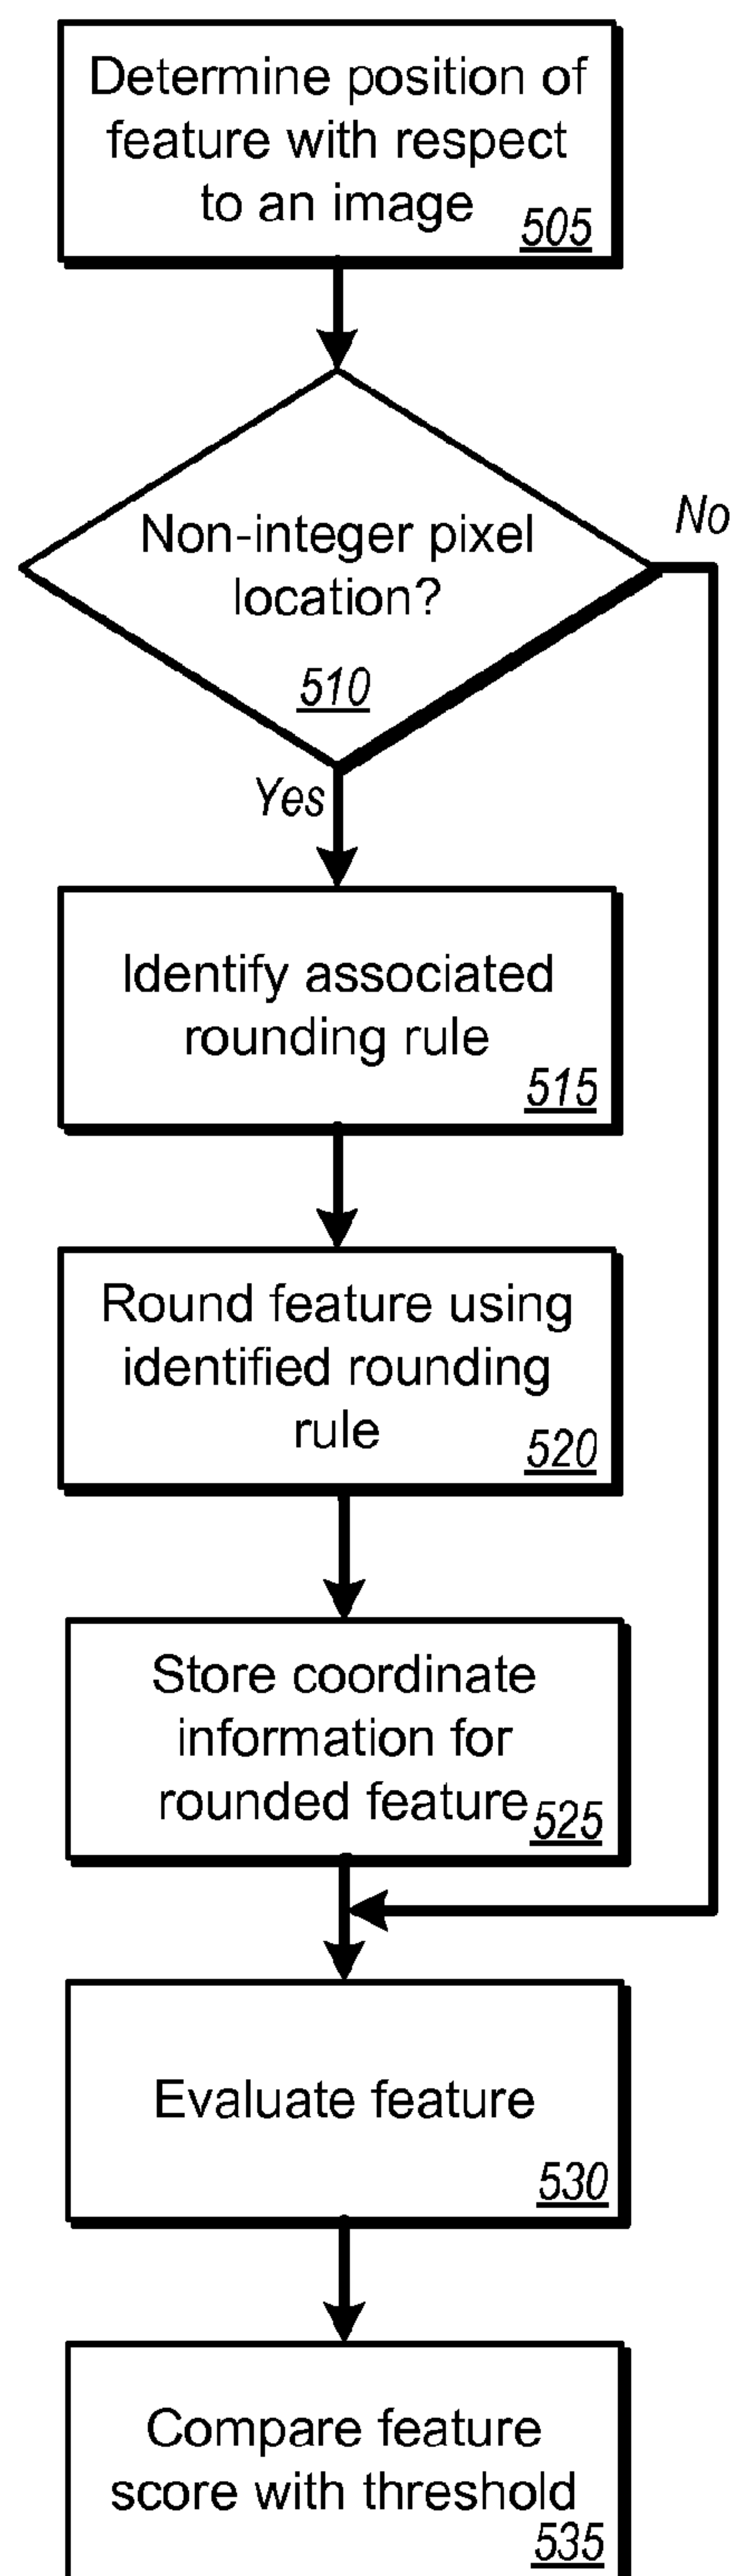 Determine position of
feature with respect
to an image
505
Non-integer pixel
location?
510
No
Yes
Identify associated
rounding rule
515
Round feature using
identified rounding
rule
520
Store coordinate
information for
rounded feature
525
Evaluate feature
530
Compare feature
score with threshold
535